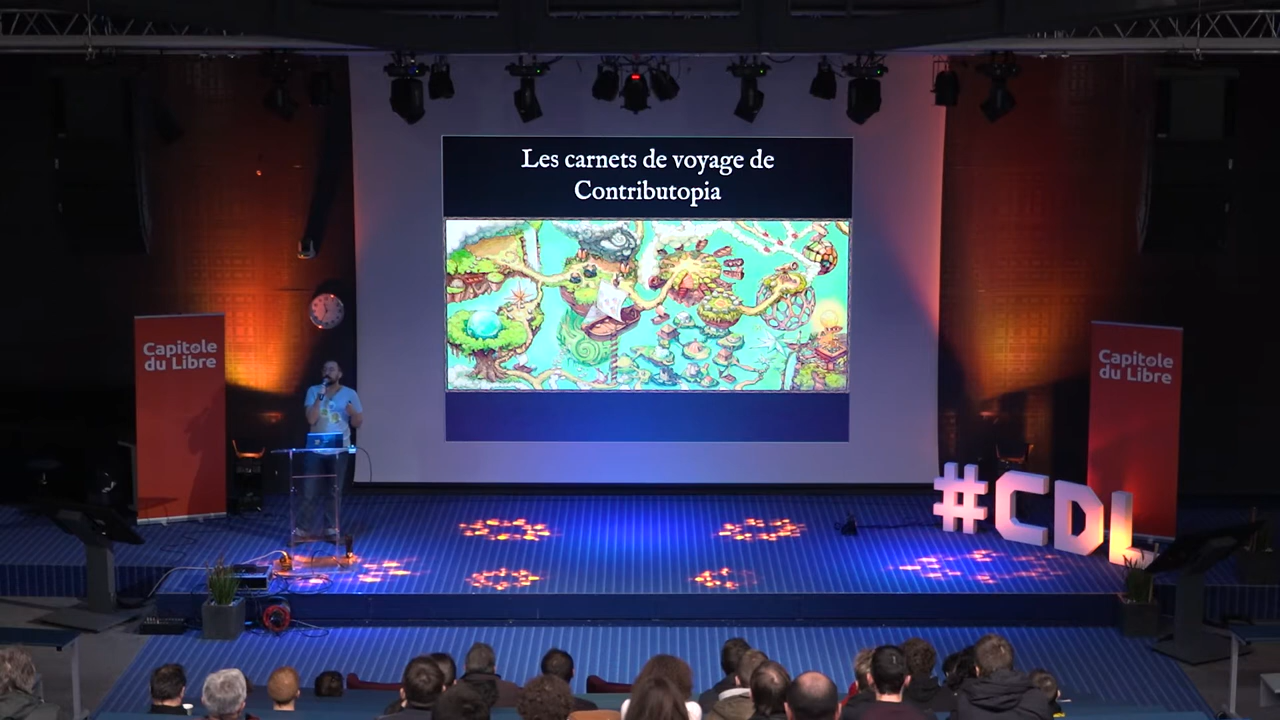 Les carnets de voyage de
Contributopia
Capitole
du Libre
Capitole
du Libre
#CDL